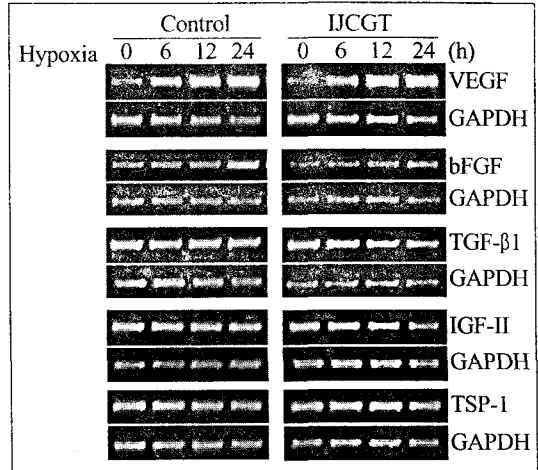 Control IJCGT
Hypoxia 0 6 12 24 0 6 12 24 (h)
VEGF
GAPDH
bFGF
GAPDH
TGF-β1
GAPDH
IGF-II
GAPDH
TSP-1
GAPDH